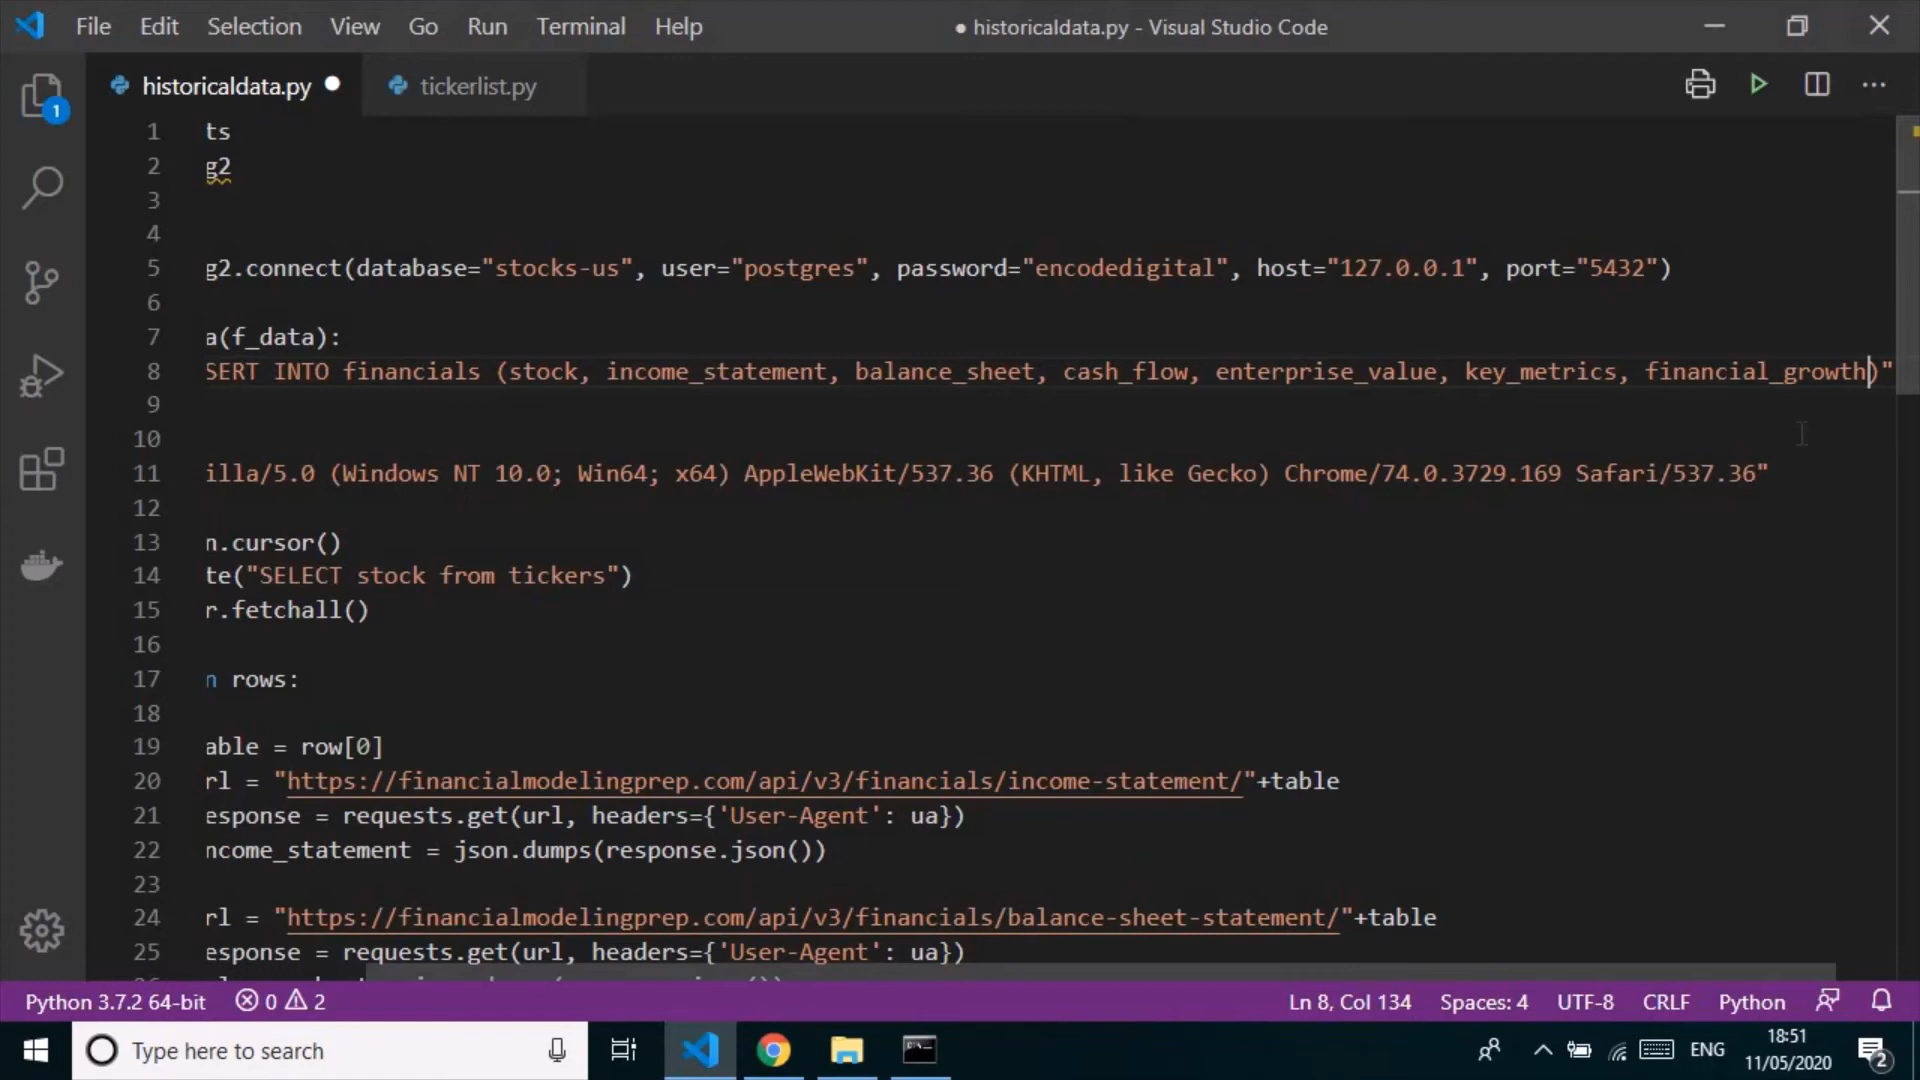 File Edit Selection View Go Run Terminal Help ● historicaldata.py - Visual Studio Code
historicaldata.py tickerlist.py
1 ts
2 g2
3
4
5 g2.connect(database="stocks-us", user="postgres", password="encodedigital", host="127.0.0.1", port="5432")
6
7 a(f_data):
8 SERT INTO financials (stock, income_statement, balance_sheet, cash_flow, enterprise_value, key_metrics, financial_growth)"
9
10
11 illa/5.0 (Windows NT 10.0; Win64; x64) AppleWebKit/537.36 (KHTML, like Gecko) Chrome/74.0.3729.169 Safari/537.36"
12
13 n.cursor()
14 te("SELECT stock from tickers")
15 r.fetchall()
16
17 n rows:
18
19 able = row[0]
20 rl = "https://financialmodelingprep.com/api/v3/financials/income-statement/"+table
21 esponse = requests.get(url, headers={'User-Agent': ua})
22 ncome_statement = json.dumps(response.json())
23
24 rl = "https://financialmodelingprep.com/api/v3/financials/balance-sheet-statement/"+table
25 esponse = requests.get(url, headers={'User-Agent': ua})
1
Python 3.7.2 64-bit 0 2 Ln 8, Col 134 Spaces: 4 UTF-8 CRLF Python
Type here to search ENG 18:51
11/05/2020 2